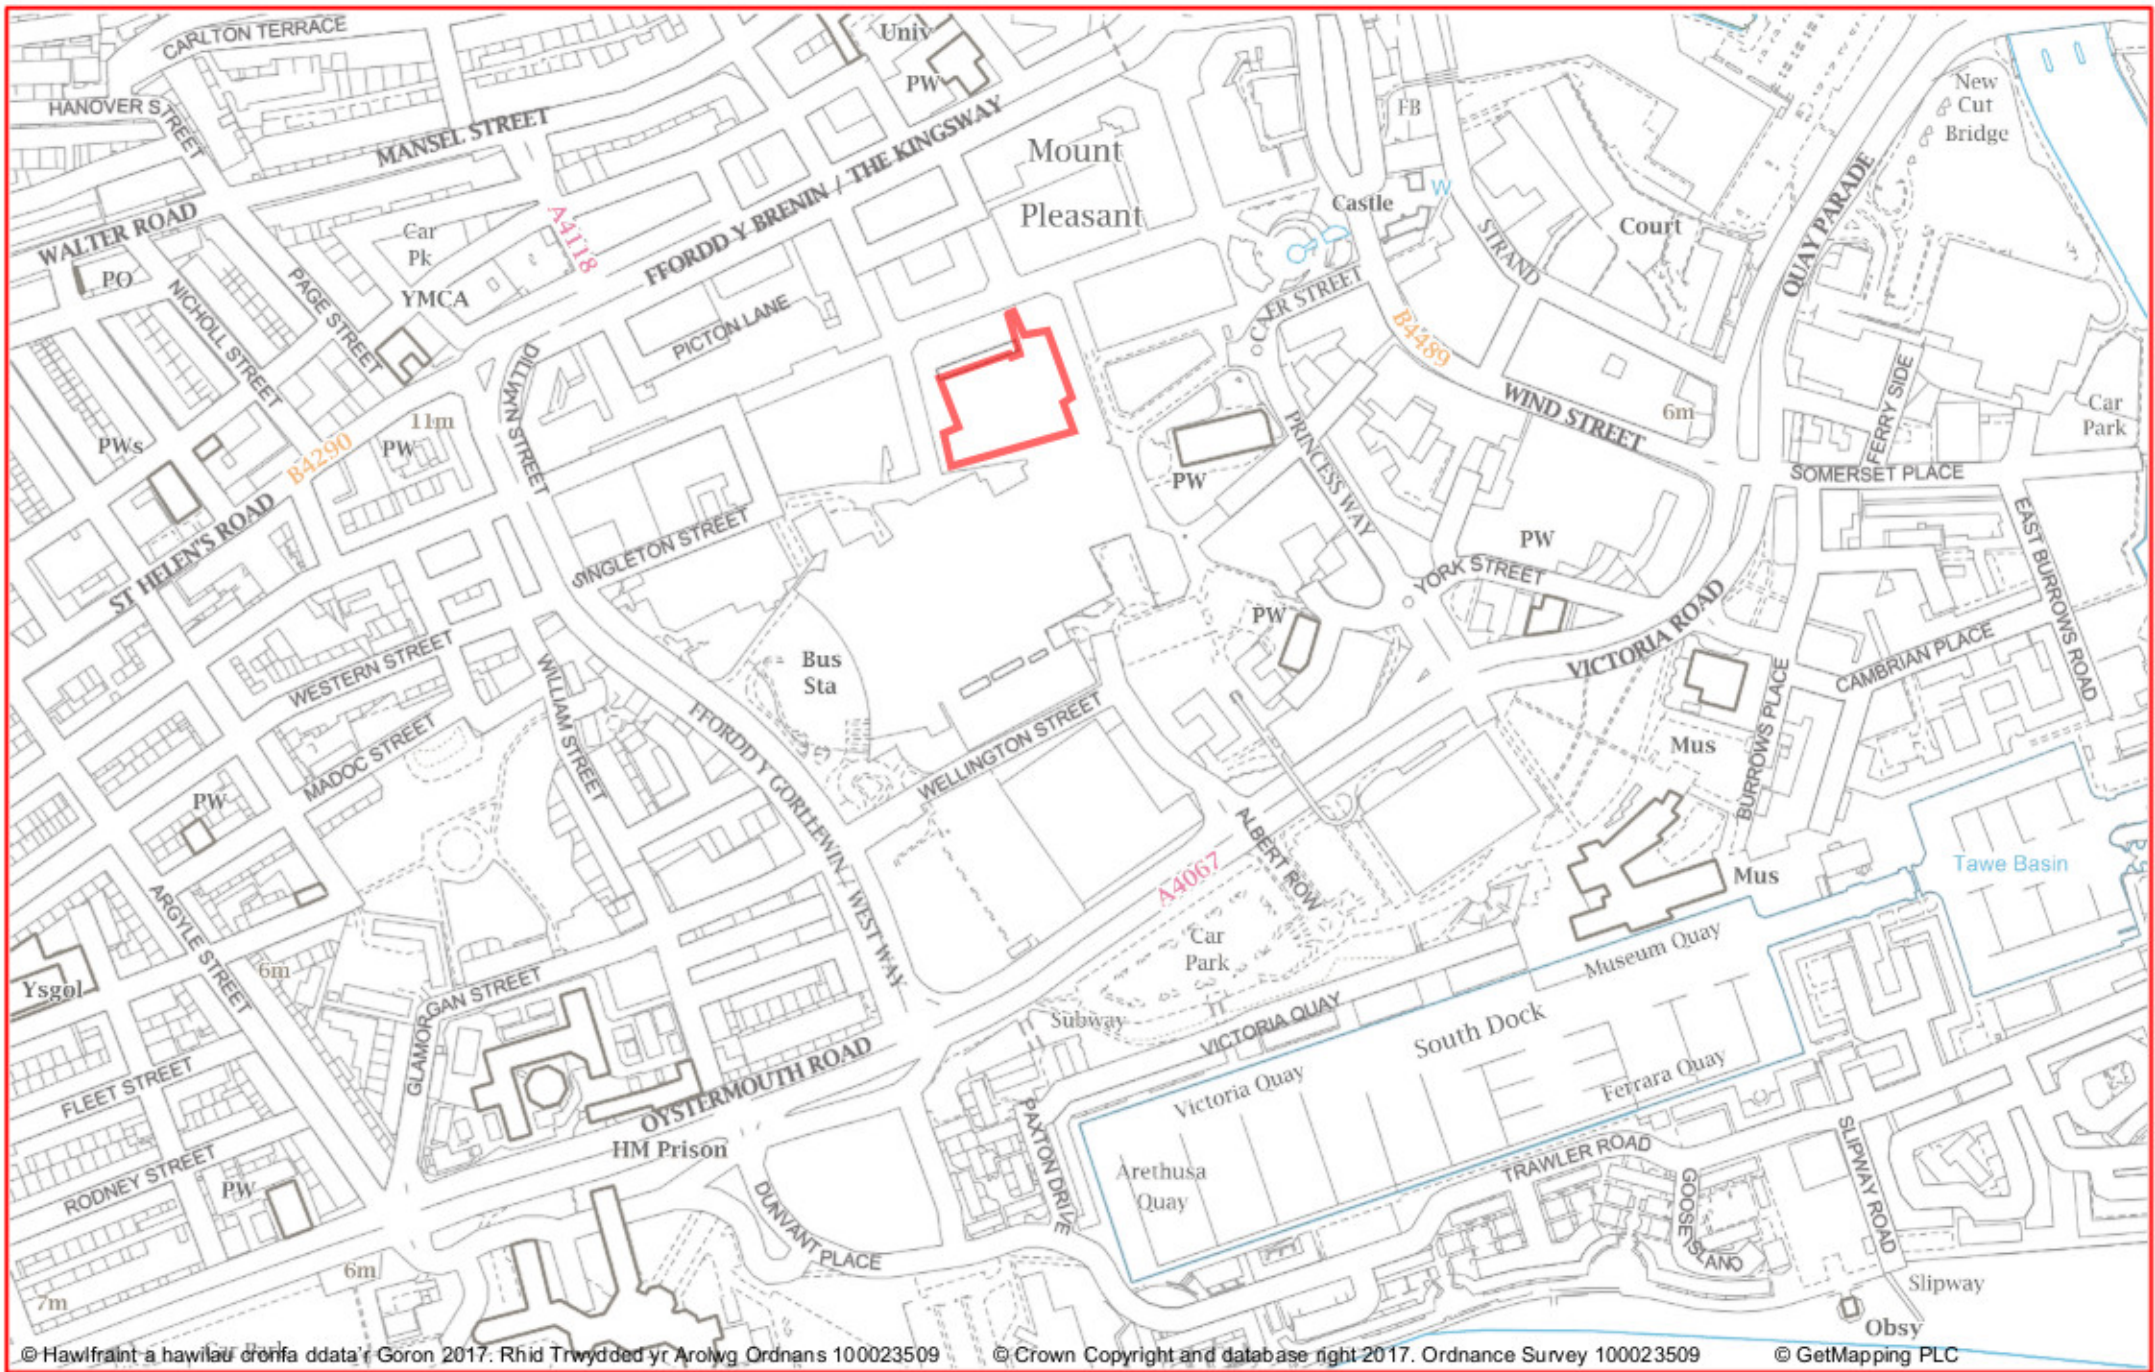 CARLTON TERRACE
Univ
PW
HANOVER STREET
MANSEL STREET
FB
New
Cut
Bridge
Mount
Pleasant
FFORDD Y BRENIN / THE KINGSWAY
WALTER ROAD
A4118
Car
Pk
Castle
W
STRAND
Court
QUAY PARADE
PO
NICHOLL STREET
PAGE STREET
YMCA
PICTON LANE
CAER STREET
B4489
DILLWYN STREET
WIND STREET
6m
FERRY SIDE
Car
Park
PWs
B4290
11m
PW
PRINCESS WAY
PW
SOMERSET PLACE
ST HELEN'S ROAD
SINGLETON STREET
PW
YORK STREET
EAST BURROWS ROAD
WESTERN STREET
WILLIAM STREET
Bus
Sta
PW
VICTORIA ROAD
CAMBRIAN PLACE
MADOC STREET
FFORDD Y GORLLEWIN / WEST WAY
WELLINGTON STREET
Mus
BURROWS PLACE
PW
ALBERT ROW
A4067
Mus
Tawe Basin
ARGYLE STREET
6m
Ysgol
GLAMORGAN STREET
Car
Park
Museum Quay
Subway
VICTORIA QUAY
South Dock
Victoria Quay
Ferrara Quay
FLEET STREET
OYSTERMOUTH ROAD
HM Prison
PAXTON DRIVE
Arethusa
Quay
TRAWLER ROAD
SLIPWAY ROAD
RODNEY STREET
PW
DUNVANT PLACE
GOOSE ISLAND
6m
7m
Slipway
Obsy
Car Park
© Hawlfraint a hawliau cronfa ddata'r Goron 2017. Rhid Trwydded yr Arolwg Ordnans 100023509 © Crown Copyright and database right 2017. Ordnance Survey 100023509 © GetMapping PLC